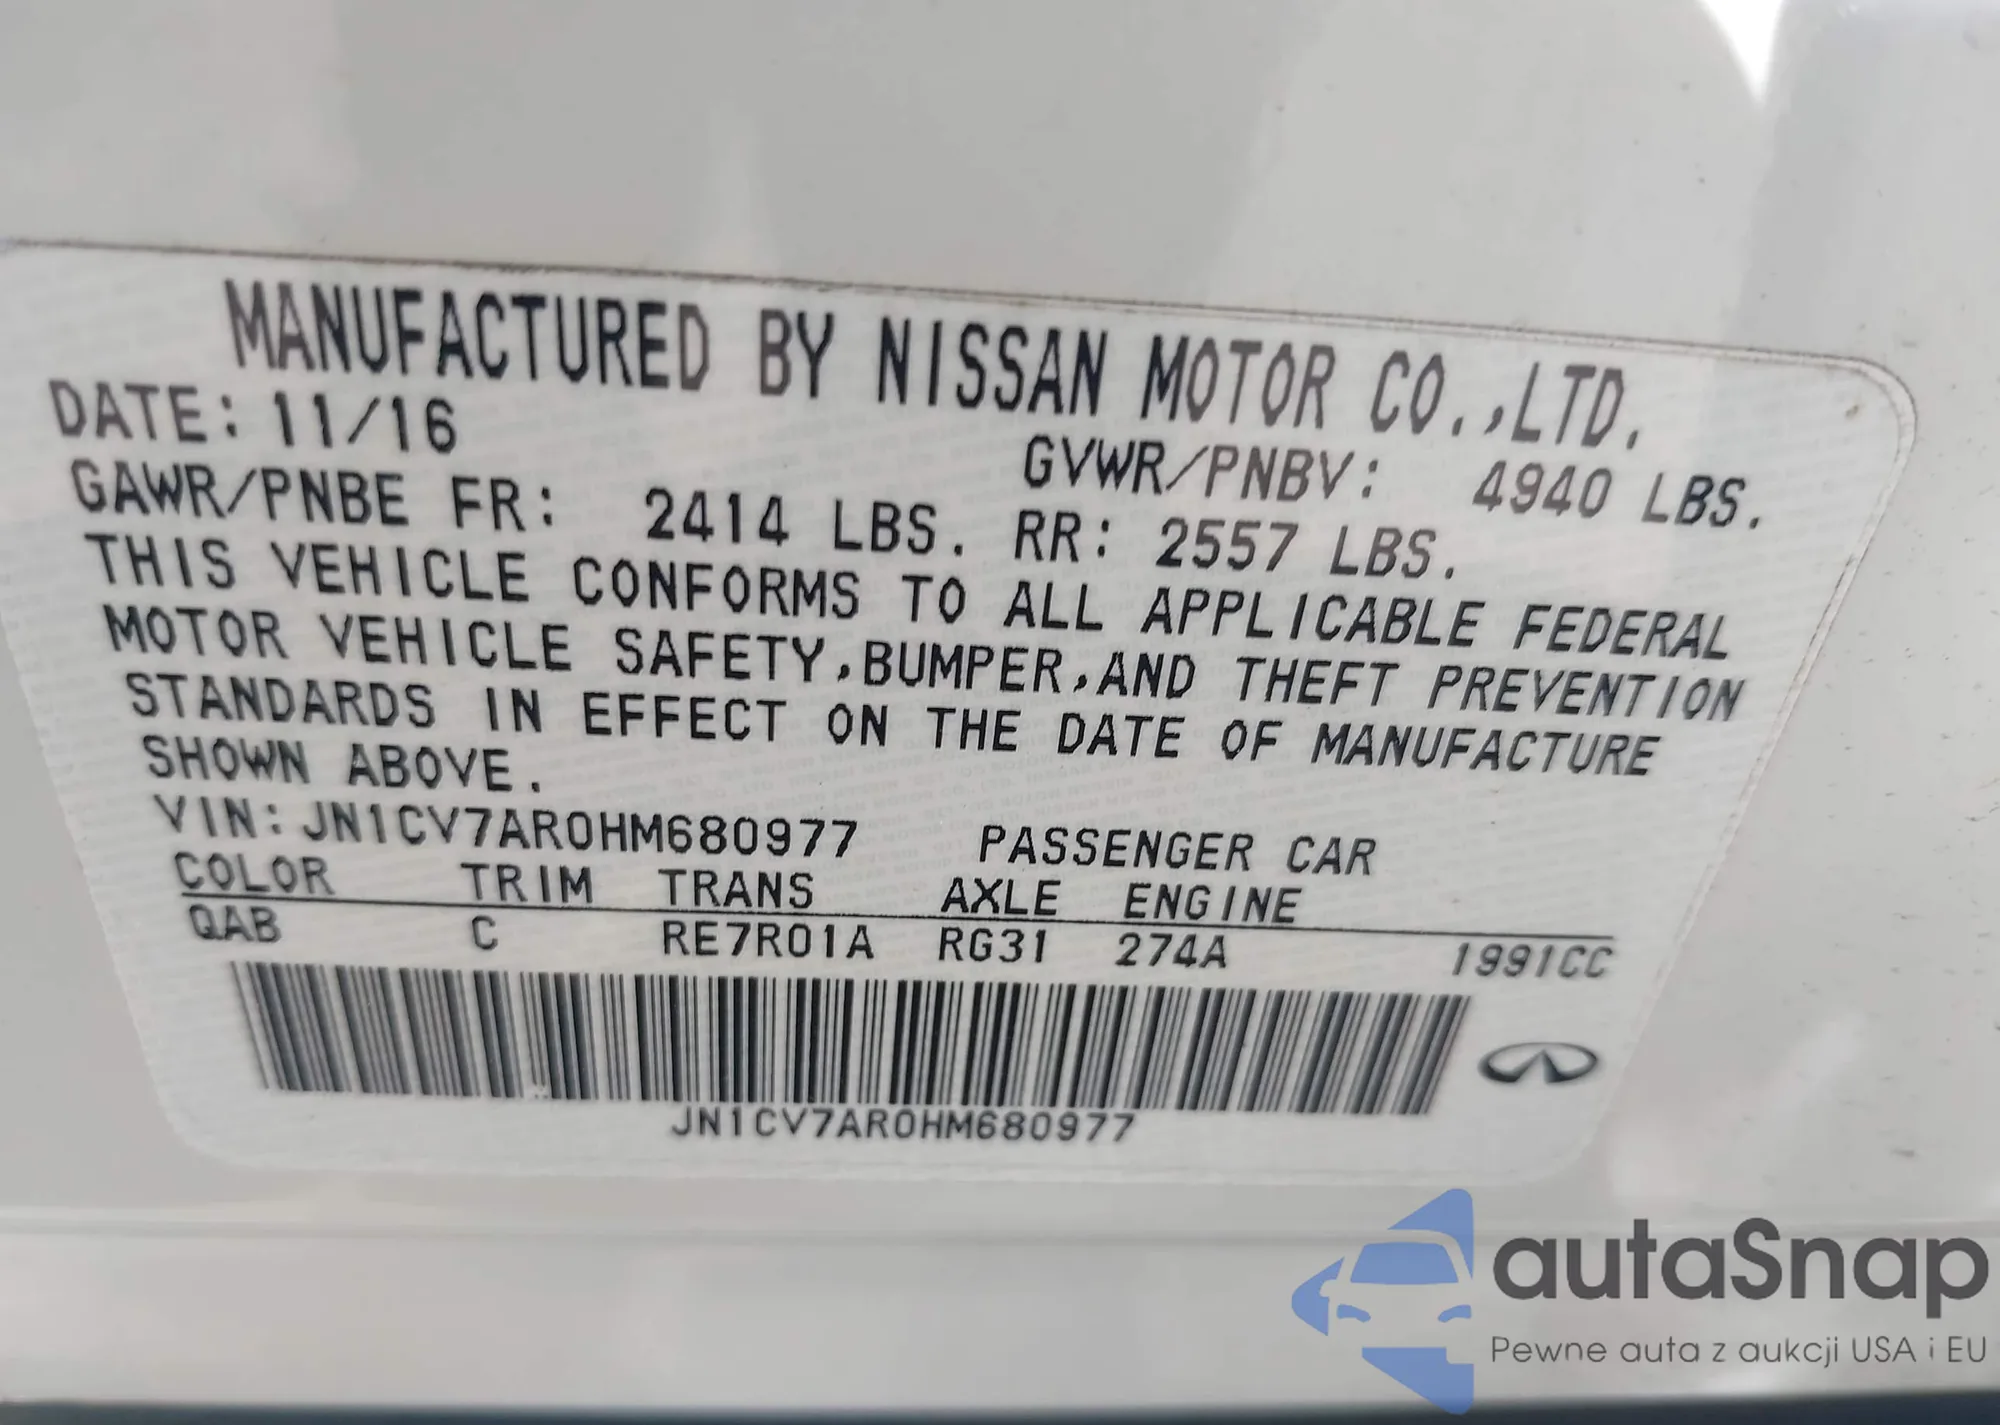 MANUFACTURED BY NISSAN MOTOR CO.,LTD.
DATE: 11/16 GVWR/PNBV: 4940 LBS.
GAWR/PNBE FR: 2414 LBS. RR: 2557 LBS.
THIS VEHICLE CONFORMS TO ALL APPLICABLE FEDERAL
MOTOR VEHICLE SAFETY,BUMPER,AND THEFT PREVENTION
STANDARDS IN EFFECT ON THE DATE OF MANUFACTURE
SHOWN ABOVE.
VIN: JN1CV7AR0HM680977 PASSENGER CAR
COLOR TRIM TRANS AXLE ENGINE
QAB C RE7R01A RG31 274A 1991CC
JN1CV7AR0HM680977
autaSnap
Pewne auta z aukcji USA i EU